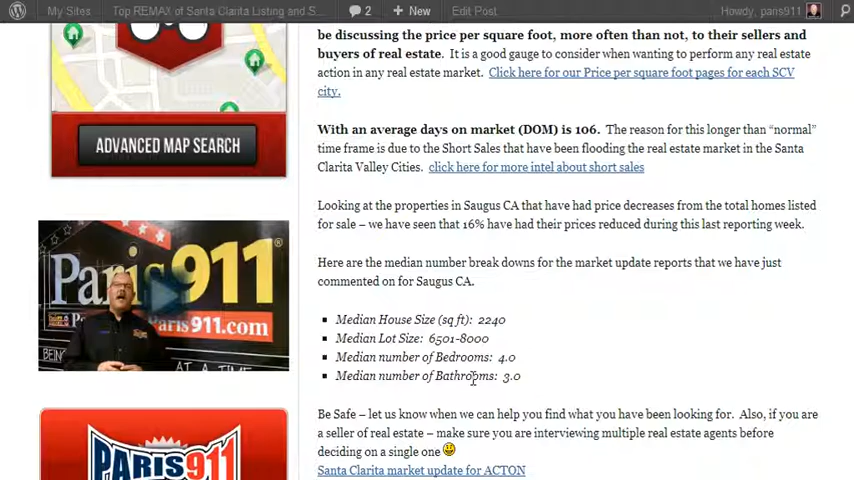 My Sites
Top REMAX of Santa Clarita Listing and S...
2
+ New
Edit Post
Howdy, paris911
be discussing the price per square foot, more often than not, to their sellers and
buyers of real estate. It is a good gauge to consider when wanting to perform any real estate
action in any real estate market. Click here for our Price per square foot pages for each SCV
city.
ADVANCED MAP SEARCH
With an average days on market (DOM) is 106. The reason for this longer than “normal”
time frame is due to the Short Sales that have been flooding the real estate market in the Santa
Clarita Valley Cities. click here for more intel about short sales
Looking at the properties in Saugus CA that have had price decreases from the total homes listed
for sale – we have seen that 16% have had their prices reduced during this last reporting week.
Paris911®
Paris911.com
BEING
AT A TIME
Here are the median number break downs for the market update reports that we have just
commented on for Saugus CA.
Median House Size (sq ft): 2240
Median Lot Size: 6501-8000
Median number of Bedrooms: 4.0
Median number of Bathrooms: 3.0
Be Safe – let us know when we can help you find what you have been looking for. Also, if you are
a seller of real estate – make sure you are interviewing multiple real estate agents before
deciding on a single one
Santa Clarita market update for ACTON
PARIS911